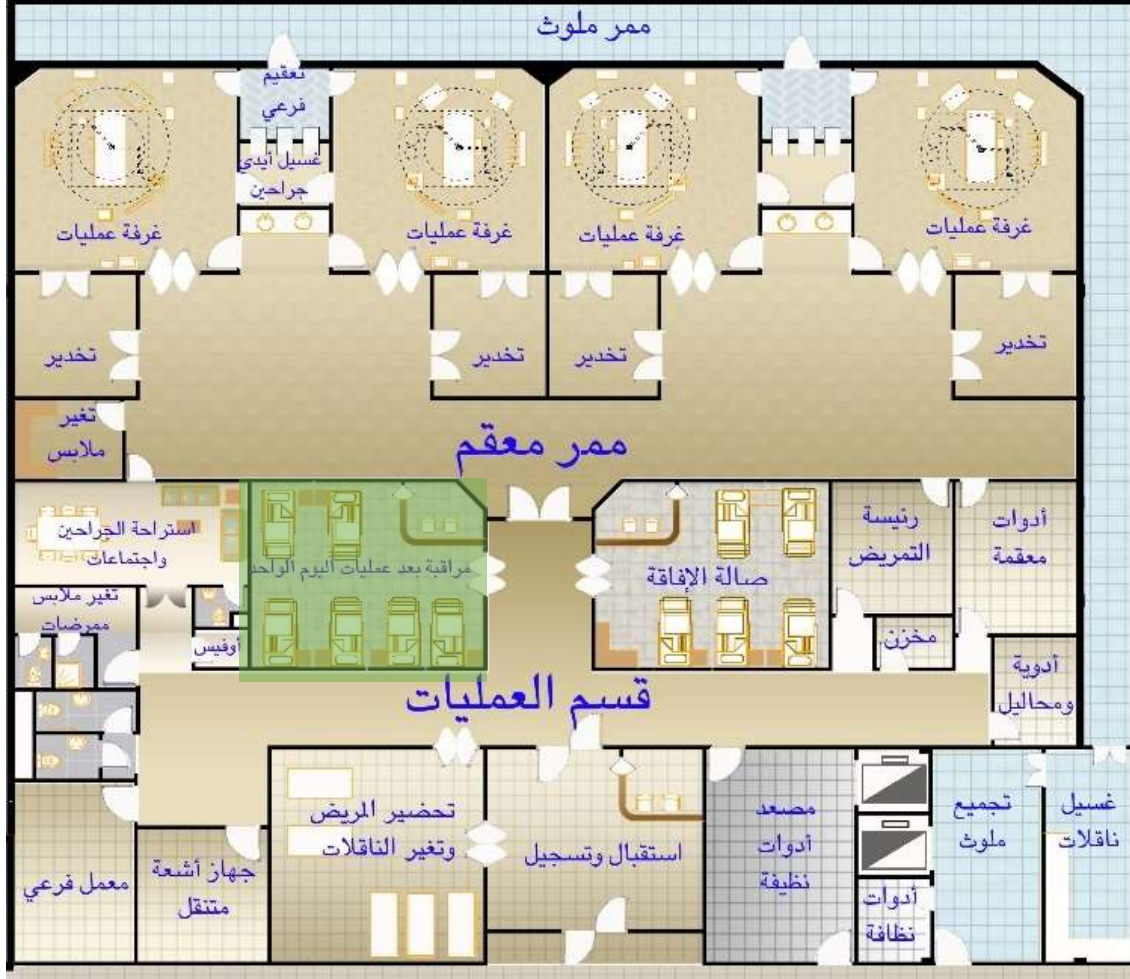 ممر ملوث
تعقيم
فرعي
غسيل أيدي
جراحين
غرفة عمليات
غرفة عمليات
غرفة عمليات
غرفة عمليات
تخدير
تخدير
تخدير
تخدير
تغير
ملابس
ممر معقم
أدوات
معقمة
رئيسة
التمريض
صالة الإفاقة
مراقبة بعد عمليات اليوم الواحد
استراحة الجراحين
واجتماعات
تغير ملابس
ممرضات
أوفيس
مخزن
أدوية
ومحاليل
قسم العمليات
غسيل
ناقلات
تجميع
ملوث
مصعد
أدوات
نظيفة
أدوات
نظافة
استقبال وتسجيل
تحضير المريض
وتغير الناقلات
جهاز أشعة
متنقل
معمل فرعي